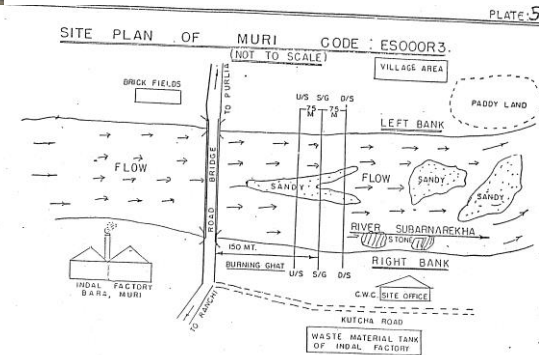 PLATE:5
SITE PLAN OF MURI CODE: ES000R3.
(NOT TO SCALE)
VILLAGE AREA
BRICK FIELDS
TO PURLIA
U/S S/G D/S
75 M 75 M
PADDY LAND
LEFT BANK
FLOW
ROAD BRIDGE
SANDY
FLOW
SANDY
SANDY
RIVER SUBARNAREKHA
STONE
150 MT.
BURNING GHAT
U/S S/G D/S
RIGHT BANK
INDAL FACTORY
BARA, MURI
C.W.C. SITE OFFICE
TO RANCHI
KUTCHA ROAD
WASTE MATERIAL TANK
OF INDAL FACTORY